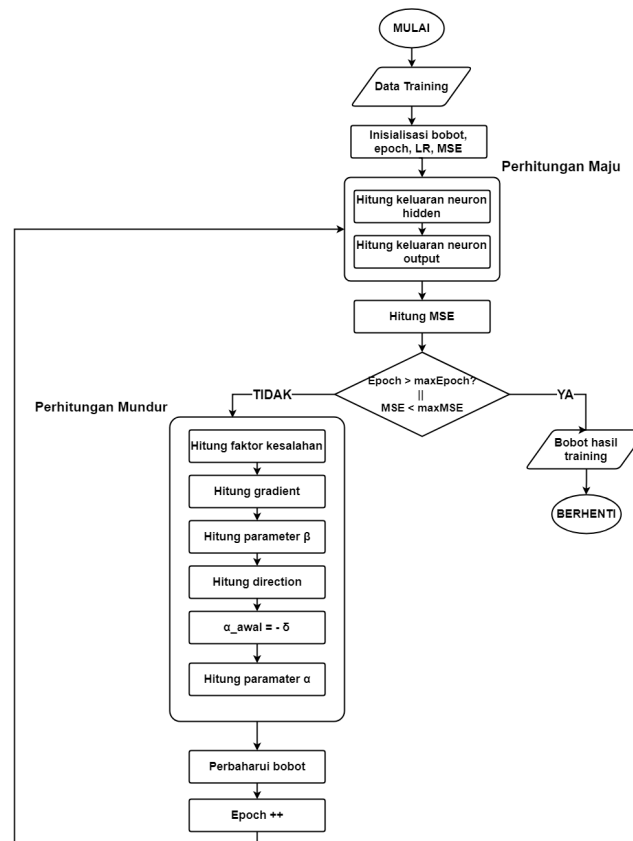 MULAI
Data Training
Inisialisasi bobot,
epoch, LR, MSE
Perhitungan Maju
Hitung keluaran neuron
hidden
Hitung keluaran neuron
output
Hitung MSE
Epoch > maxEpoch?
||
MSE < maxMSE
TIDAK
YA
Perhitungan Mundur
Bobot hasil
training
BERHENTI
Hitung faktor kesalahan
Hitung gradient
Hitung parameter β
Hitung direction
α_awal = - δ
Hitung paramater α
Perbaharui bobot
Epoch ++